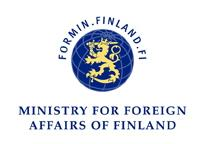 FORMIN.FINLAND.FI
MINISTRY FOR FOREIGN
AFFAIRS OF FINLAND